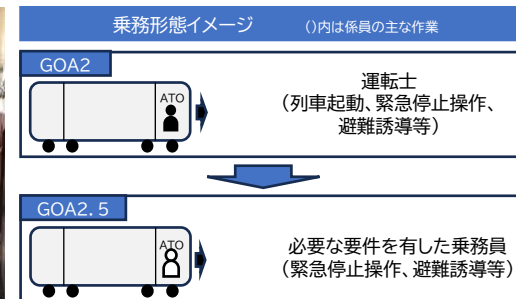 乗務形態イメージ ()内は係員の主な作業
GOA2
ATO
運転士
(列車起動、緊急停止操作、
避難誘導等)
GOA2.5
ATO
必要な要件を有した乗務員
(緊急停止操作、避難誘導等)